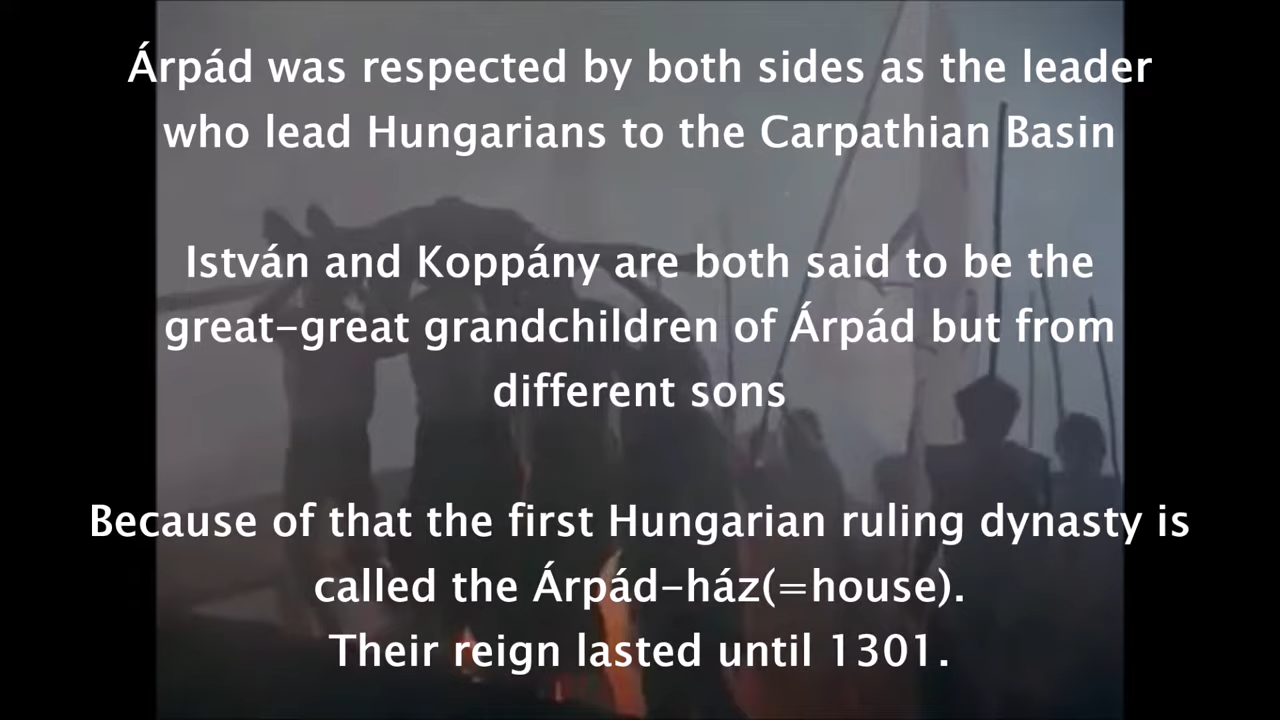 Árpád was respected by both sides as the leader
who lead Hungarians to the Carpathian Basin
István and Koppány are both said to be the
great-great grandchildren of Árpád but from
different sons
Because of that the first Hungarian ruling dynasty is
called the Árpád-ház(=house).
Their reign lasted until 1301.